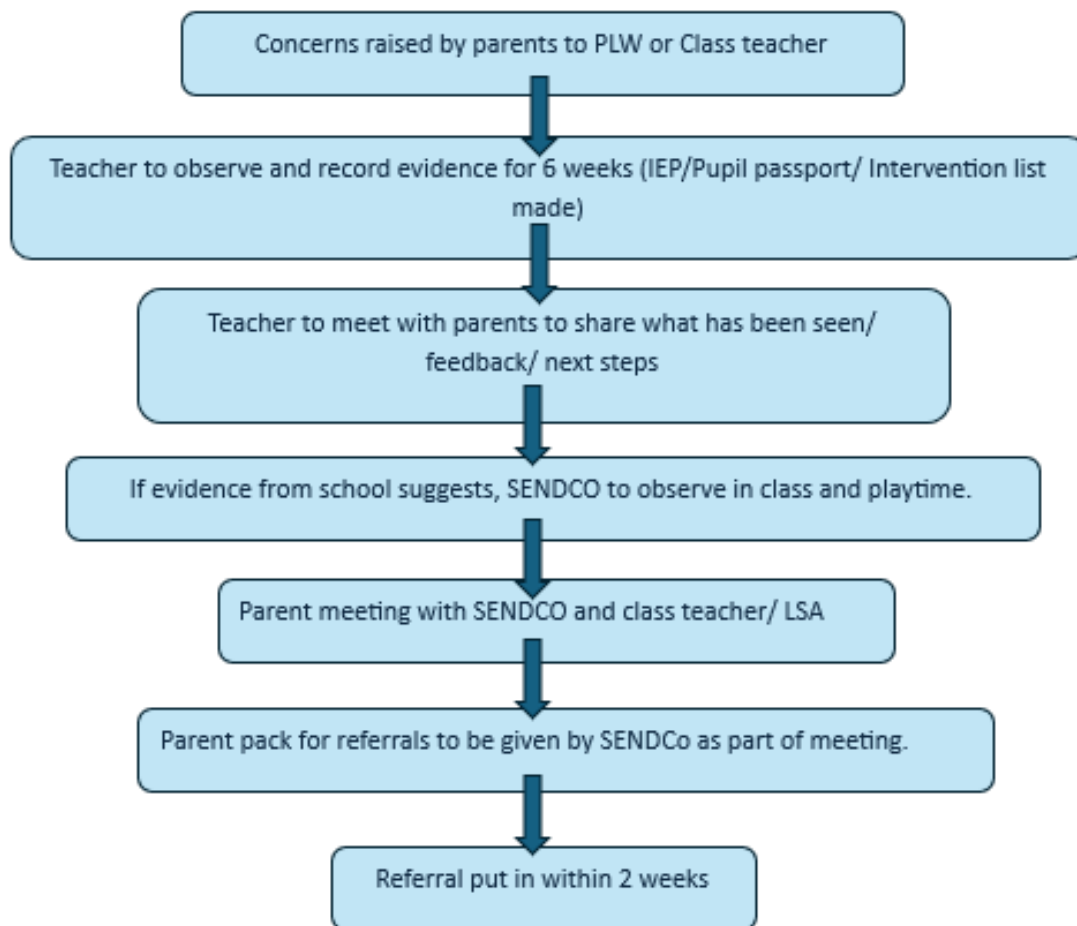 Concerns raised by parents to PLW or Class teacher
Teacher to observe and record evidence for 6 weeks (IEP/Pupil passport/ Intervention list
made)
Teacher to meet with parents to share what has been seen/
feedback/ next steps
If evidence from school suggests, SENDCO to observe in class and playtime.
Parent meeting with SENDCO and class teacher/ LSA
Parent pack for referrals to be given by SENDCo as part of meeting.
Referral put in within 2 weeks